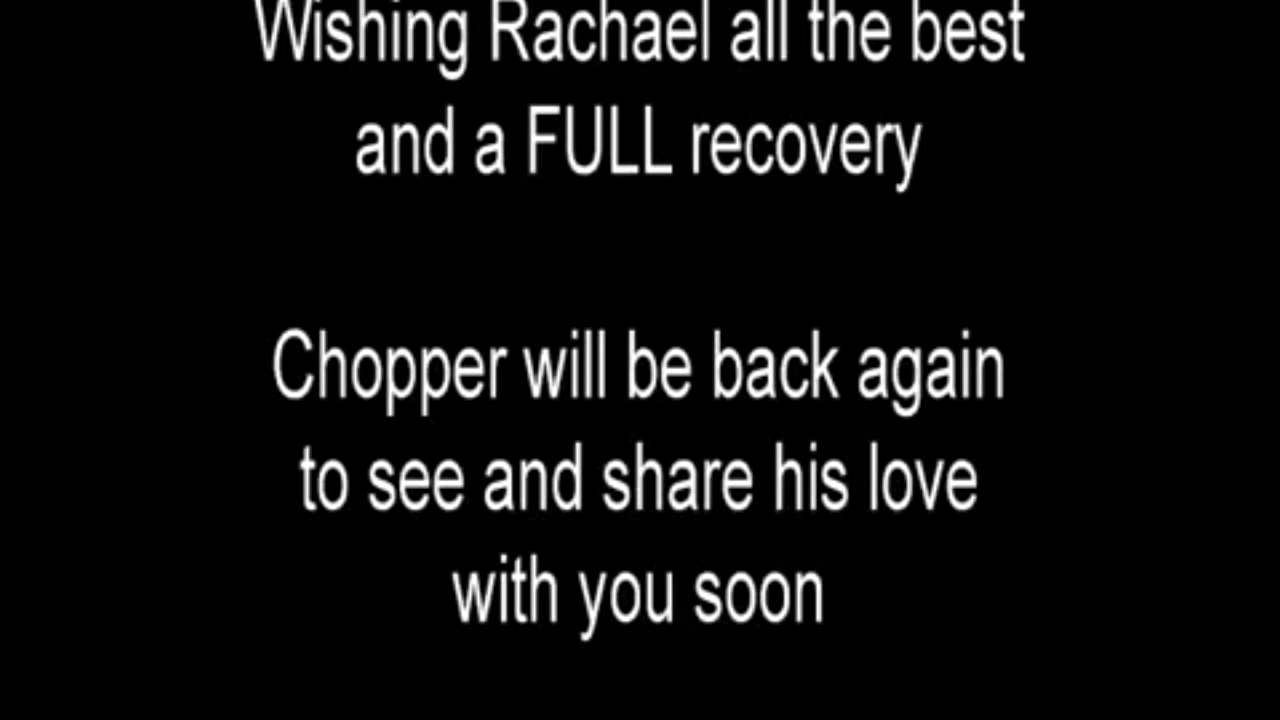 Wishing Rachael all the best
and a FULL recovery
Chopper will be back again
to see and share his love
with you soon